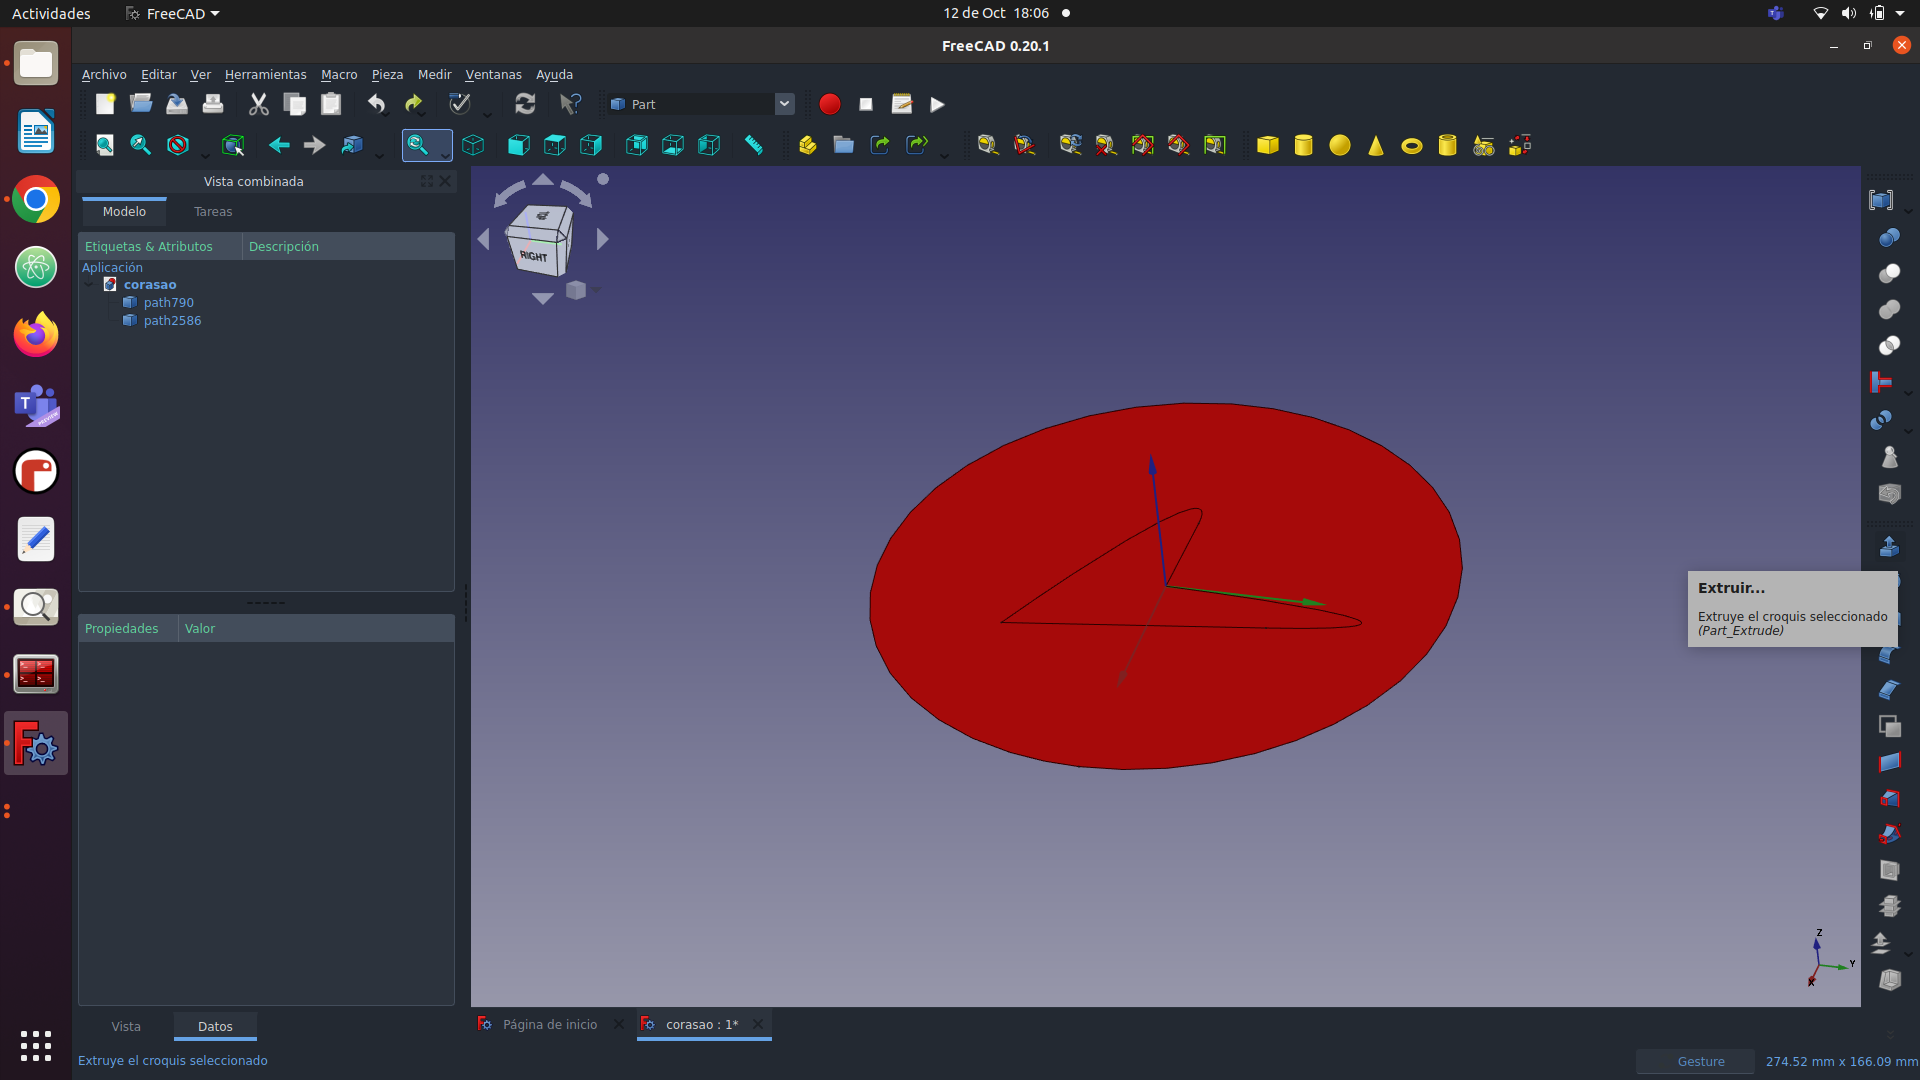 Actividades
FreeCAD
12 de Oct 18:06
FreeCAD 0.20.1
Archivo Editar Ver Herramientas Macro Pieza Medir Ventanas Ayuda
Part
Vista combinada
Modelo Tareas
Etiquetas & Atributos Descripción
Aplicación
corasao
path790
path2586
RIGHT
Extruir...
Extruye el croquis seleccionado
(Part_Extrude)
Propiedades Valor
Z
Y
X
Vista Datos
Página de inicio
corasao : 1*
Extruye el croquis seleccionado
Gesture
274.52 mm x 166.09 mm